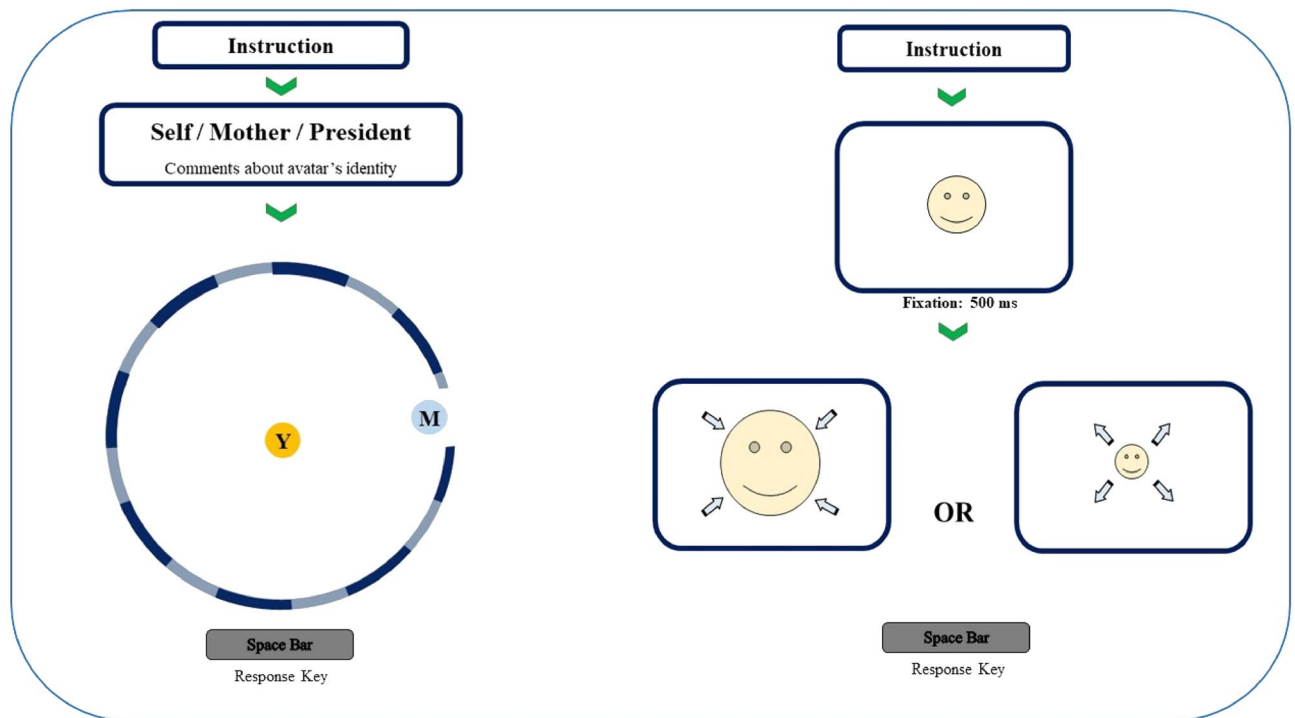 Instruction
Self / Mother / President
Comments about avatar’s identity
Y
M
Space Bar
Response Key
Instruction
Fixation: 500 ms
OR
Space Bar
Response Key